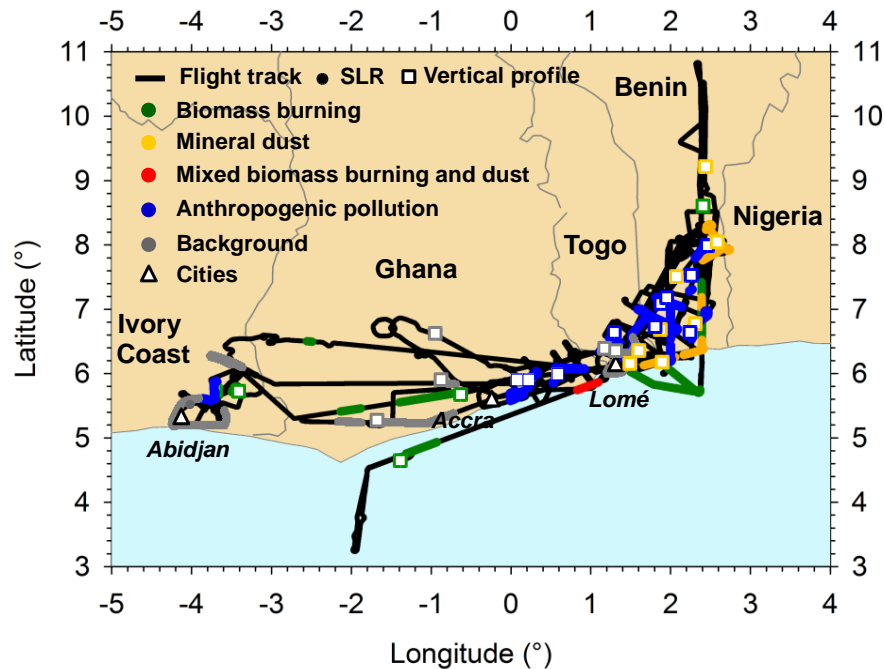 -5 -4 -3 -2 -1 0 1 2 3 4
11 11
Flight track SLR Vertical profile
Benin
10 10
Biomass burning
Mineral dust
9 9
Mixed biomass burning and dust
Anthropogenic pollution
Nigeria
8 8
Background
Togo
Cities
Ghana
7 7
Ivory
Coast
6 6
Lomé
Accra
5 5
Abidjan
4 4
3 3
-5 -4 -3 -2 -1 0 1 2 3 4
Latitude (°)
Longitude (°)